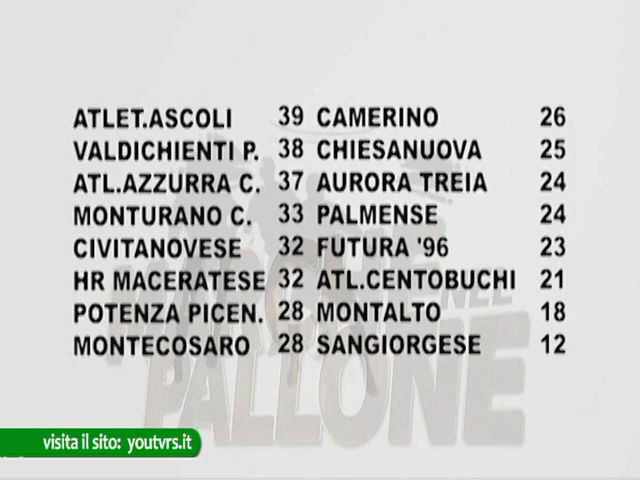 ATLET.ASCOLI 39 CAMERINO 26
VALDICHIENTI P. 38 CHIESANUOVA 25
ATL.AZZURRA C. 37 AURORA TREIA 24
MONTURANO C. 33 PALMENSE 24
CIVITANOVESE 32 FUTURA '96 23
HR MACERATESE 32 ATL.CENTOBUCHI 21
POTENZA PICEN. 28 MONTALTO 18
MONTECOSARO 28 SANGIORGESE 12
NEL
PALLONE
visita il sito: youtvrs.it